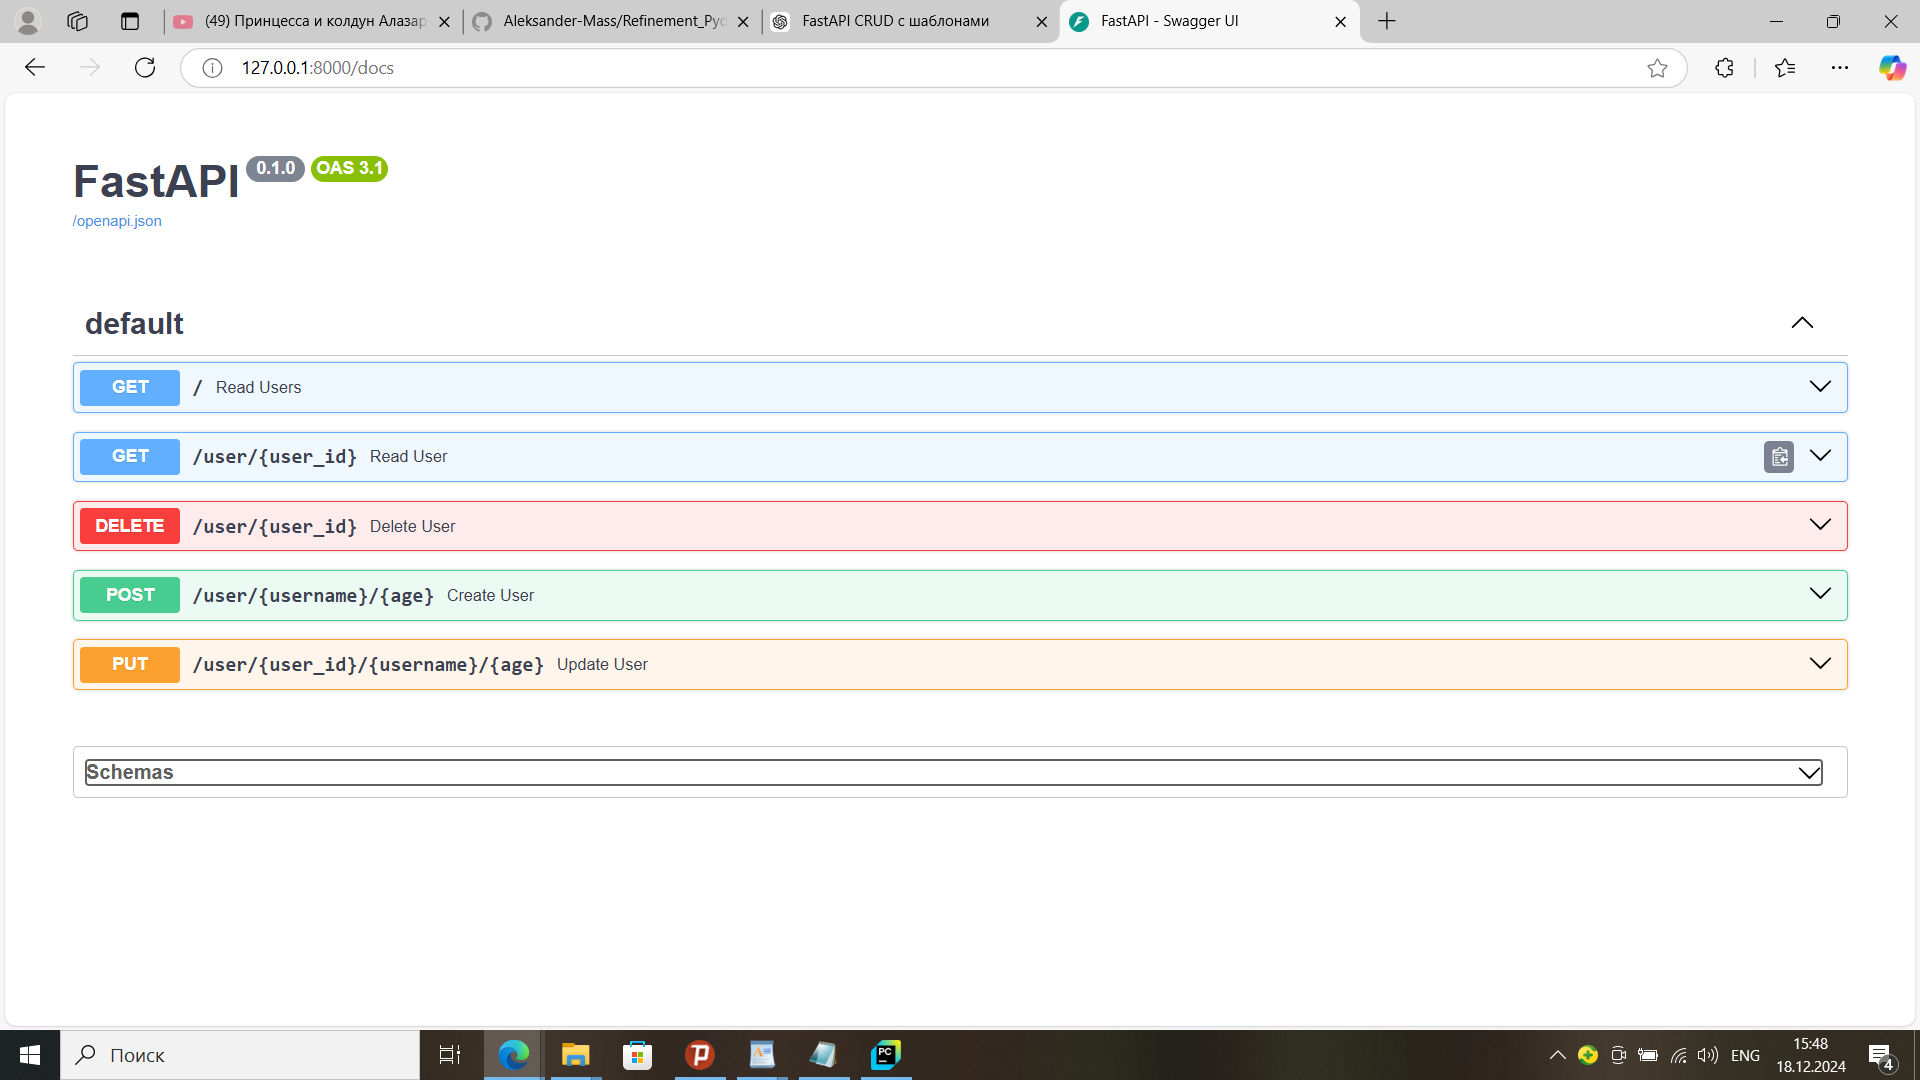 (49) Принцесса и колдун Алазар
Aleksander-Mass/Refinement_Pyc
FastAPI CRUD с шаблонами
FastAPI - Swagger UI
127.0.0.1:8000/docs
FastAPI 0.1.0 OAS 3.1
/openapi.json
default
GET / Read Users
GET /user/{user_id} Read User
DELETE /user/{user_id} Delete User
POST /user/{username}/{age} Create User
PUT /user/{user_id}/{username}/{age} Update User
Schemas
Поиск
PC
ENG
15:48
18.12.2024
4